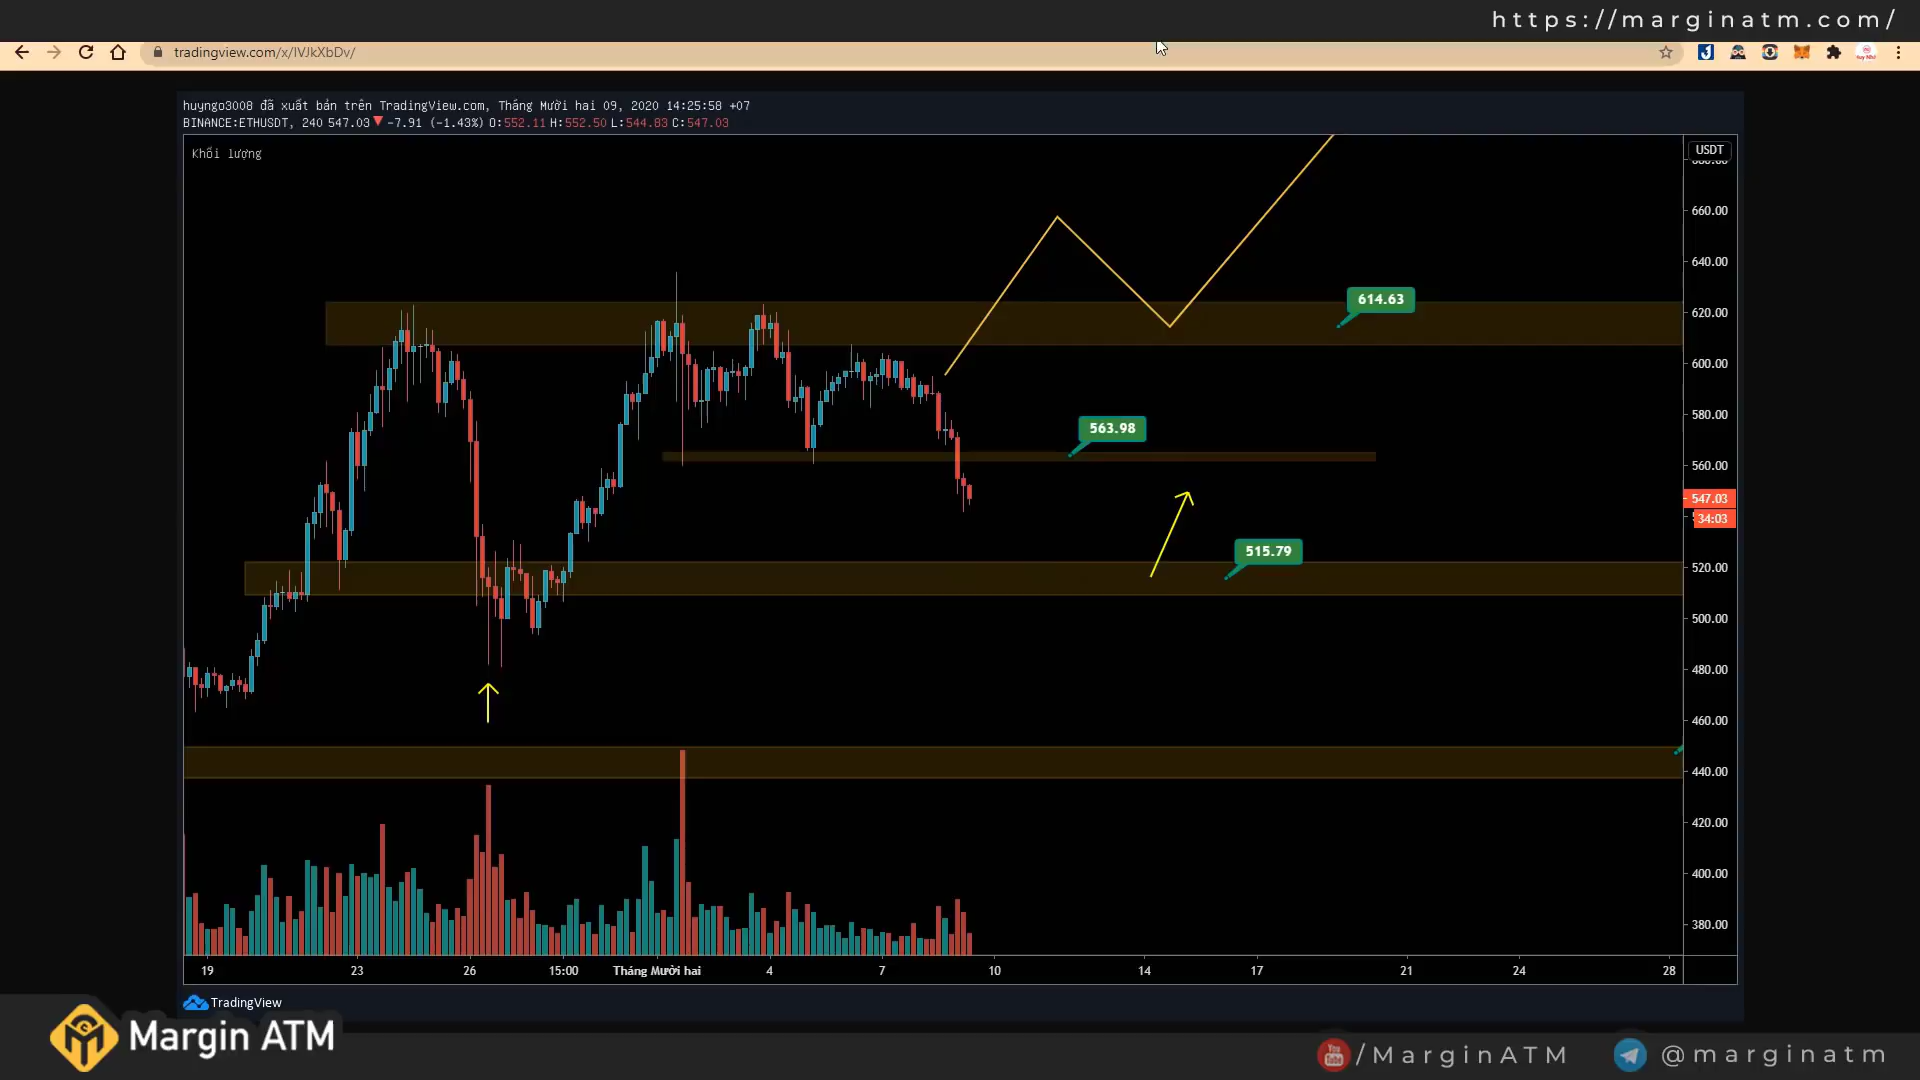 https://marginatm.com/
tradingview.com/x/IVJkXbDv/
huyngo3008 đã xuất bản trên TradingView.com, Tháng Mười hai 09, 2020 14:25:58 +07
BINANCE:ETHUSDT, 240 547.03 ▼ −7.91 (−1.43%) O:552.11 H:552.50 L:544.83 C:547.03
Khối lượng
USDT
660.00
640.00
614.63
620.00
600.00
580.00
563.98
560.00
547.03
34:03
515.79
520.00
500.00
480.00
460.00
440.00
420.00
400.00
380.00
19 23 26 15:00 Tháng Mười hai 4 7 10 14 17 21 24 28
TradingView
Margin ATM
/MarginATM
@marginatm